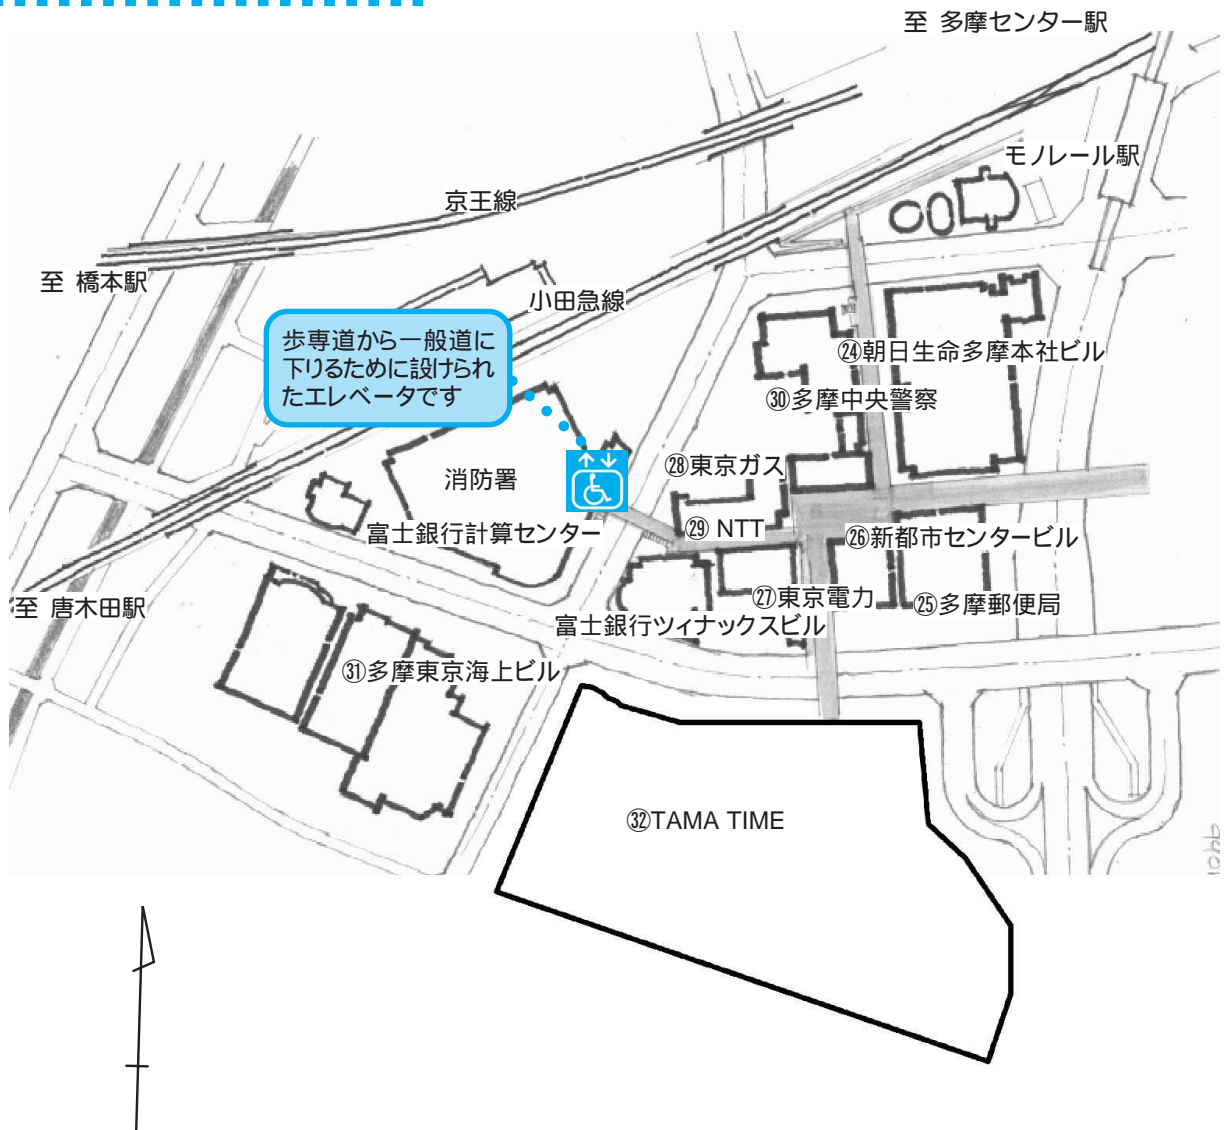 至 多摩センター駅
モノレール駅
京王線
至 橋本駅
小田急線
歩専道から一般道に
下りるために設けられ
たエレベータです
㉔朝日生命多摩本社ビル
㉚多摩中央警察
㉘東京ガス
消防署
富士銀行計算センター
㉙ NTT
㉖新都市センタービル
至 唐木田駅
㉗東京電力
㉕多摩郵便局
富士銀行ツィナックスビル
㉛多摩東京海上ビル
㉜TAMA TIME